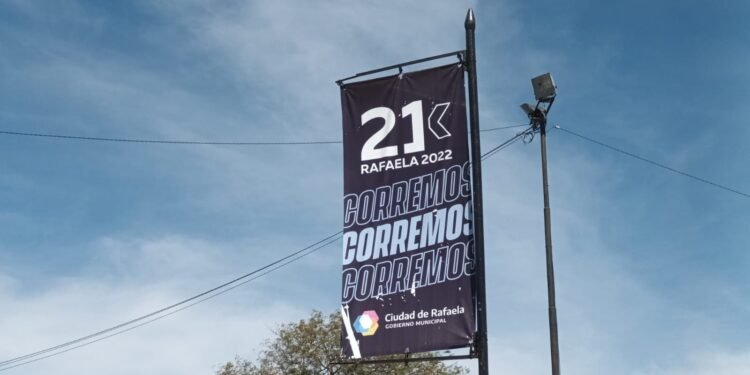 21K
RAFAELA 2022
CORREMOS
CORREMOS
CORREMOS
Ciudad de Rafaela
GOBIERNO MUNICIPAL